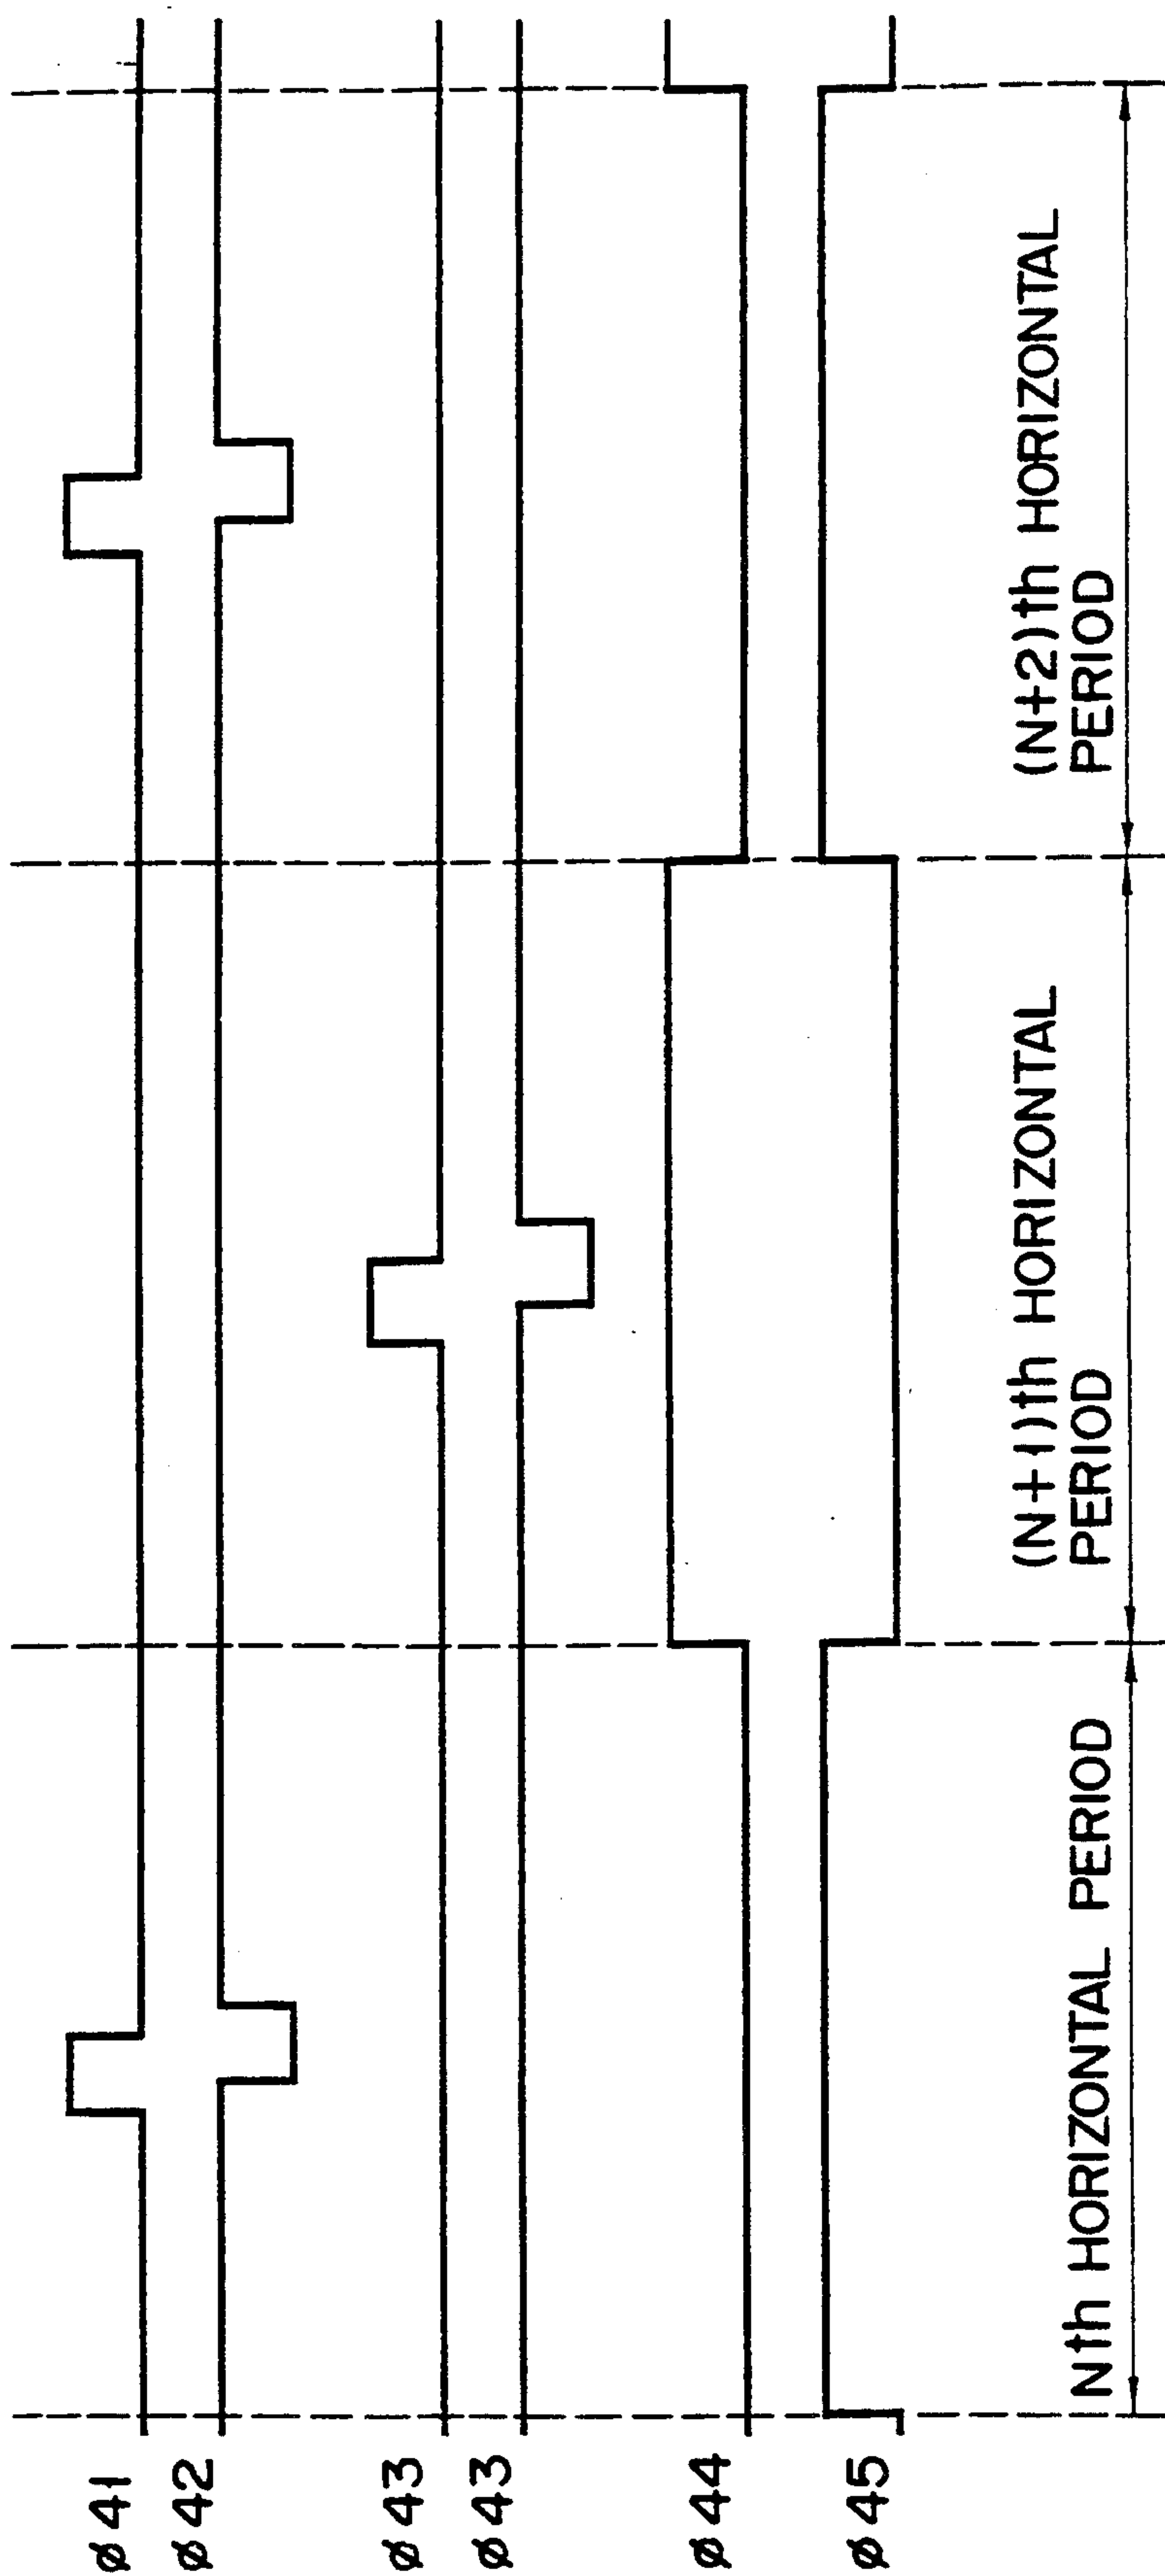 ø41
ø42
ø43
ø43
ø44
ø45
Nth HORIZONTAL PERIOD
(N+1)th HORIZONTAL
PERIOD
(N+2)th HORIZONTAL
PERIOD